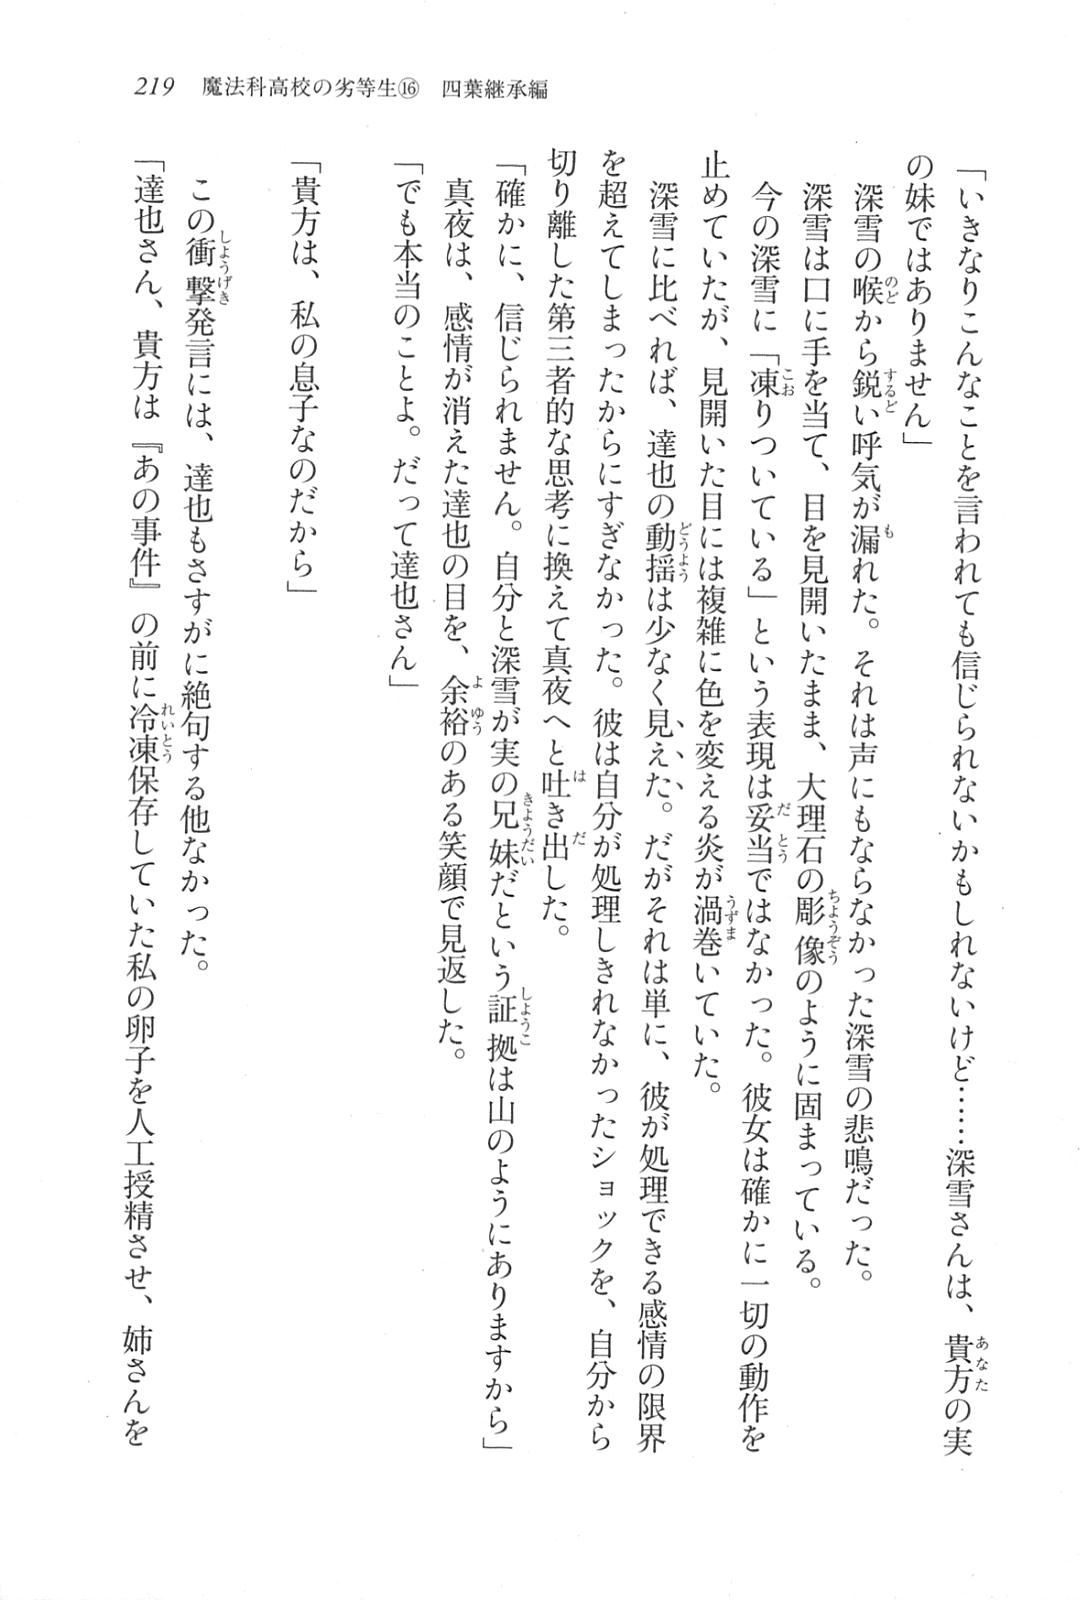 219　魔法科高校の劣等生⑯　四葉継承編
「いきなりこんなことを言われても信じられないかもしれないけど……深雪さんは、貴方の実
の妹ではありません」
　深雪の喉から鋭い呼気が漏れた。それは声にもならなかった深雪の悲鳴だった。
　深雪は口に手を当て、目を見開いたまま、大理石の彫像のように固まっている。
　今の深雪に「凍りついている」という表現は妥当ではなかった。彼女は確かに一切の動作を
止めていたが、見開いた目には複雑に色を変える炎が渦巻いていた。
　深雪に比べれば、達也の動揺は少なく見えた。だがそれは単に、彼が処理できる感情の限界
を超えてしまったからにすぎなかった。彼は自分が処理しきれなかったショックを、自分から
切り離した第三者的な思考に換えて真夜へと吐き出した。
「確かに、信じられません。自分と深雪が実の兄妹だという証拠は山のようにありますから」
　真夜は、感情が消えた達也の目を、余裕のある笑顔で見返した。
「でも本当のことよ。だって達也さん」
「貴方は、私の息子なのだから」
　この衝撃発言には、達也もさすがに絶句する他なかった。
「達也さん、貴方は『あの事件』の前に冷凍保存していた私の卵子を人工授精させ、姉さんを